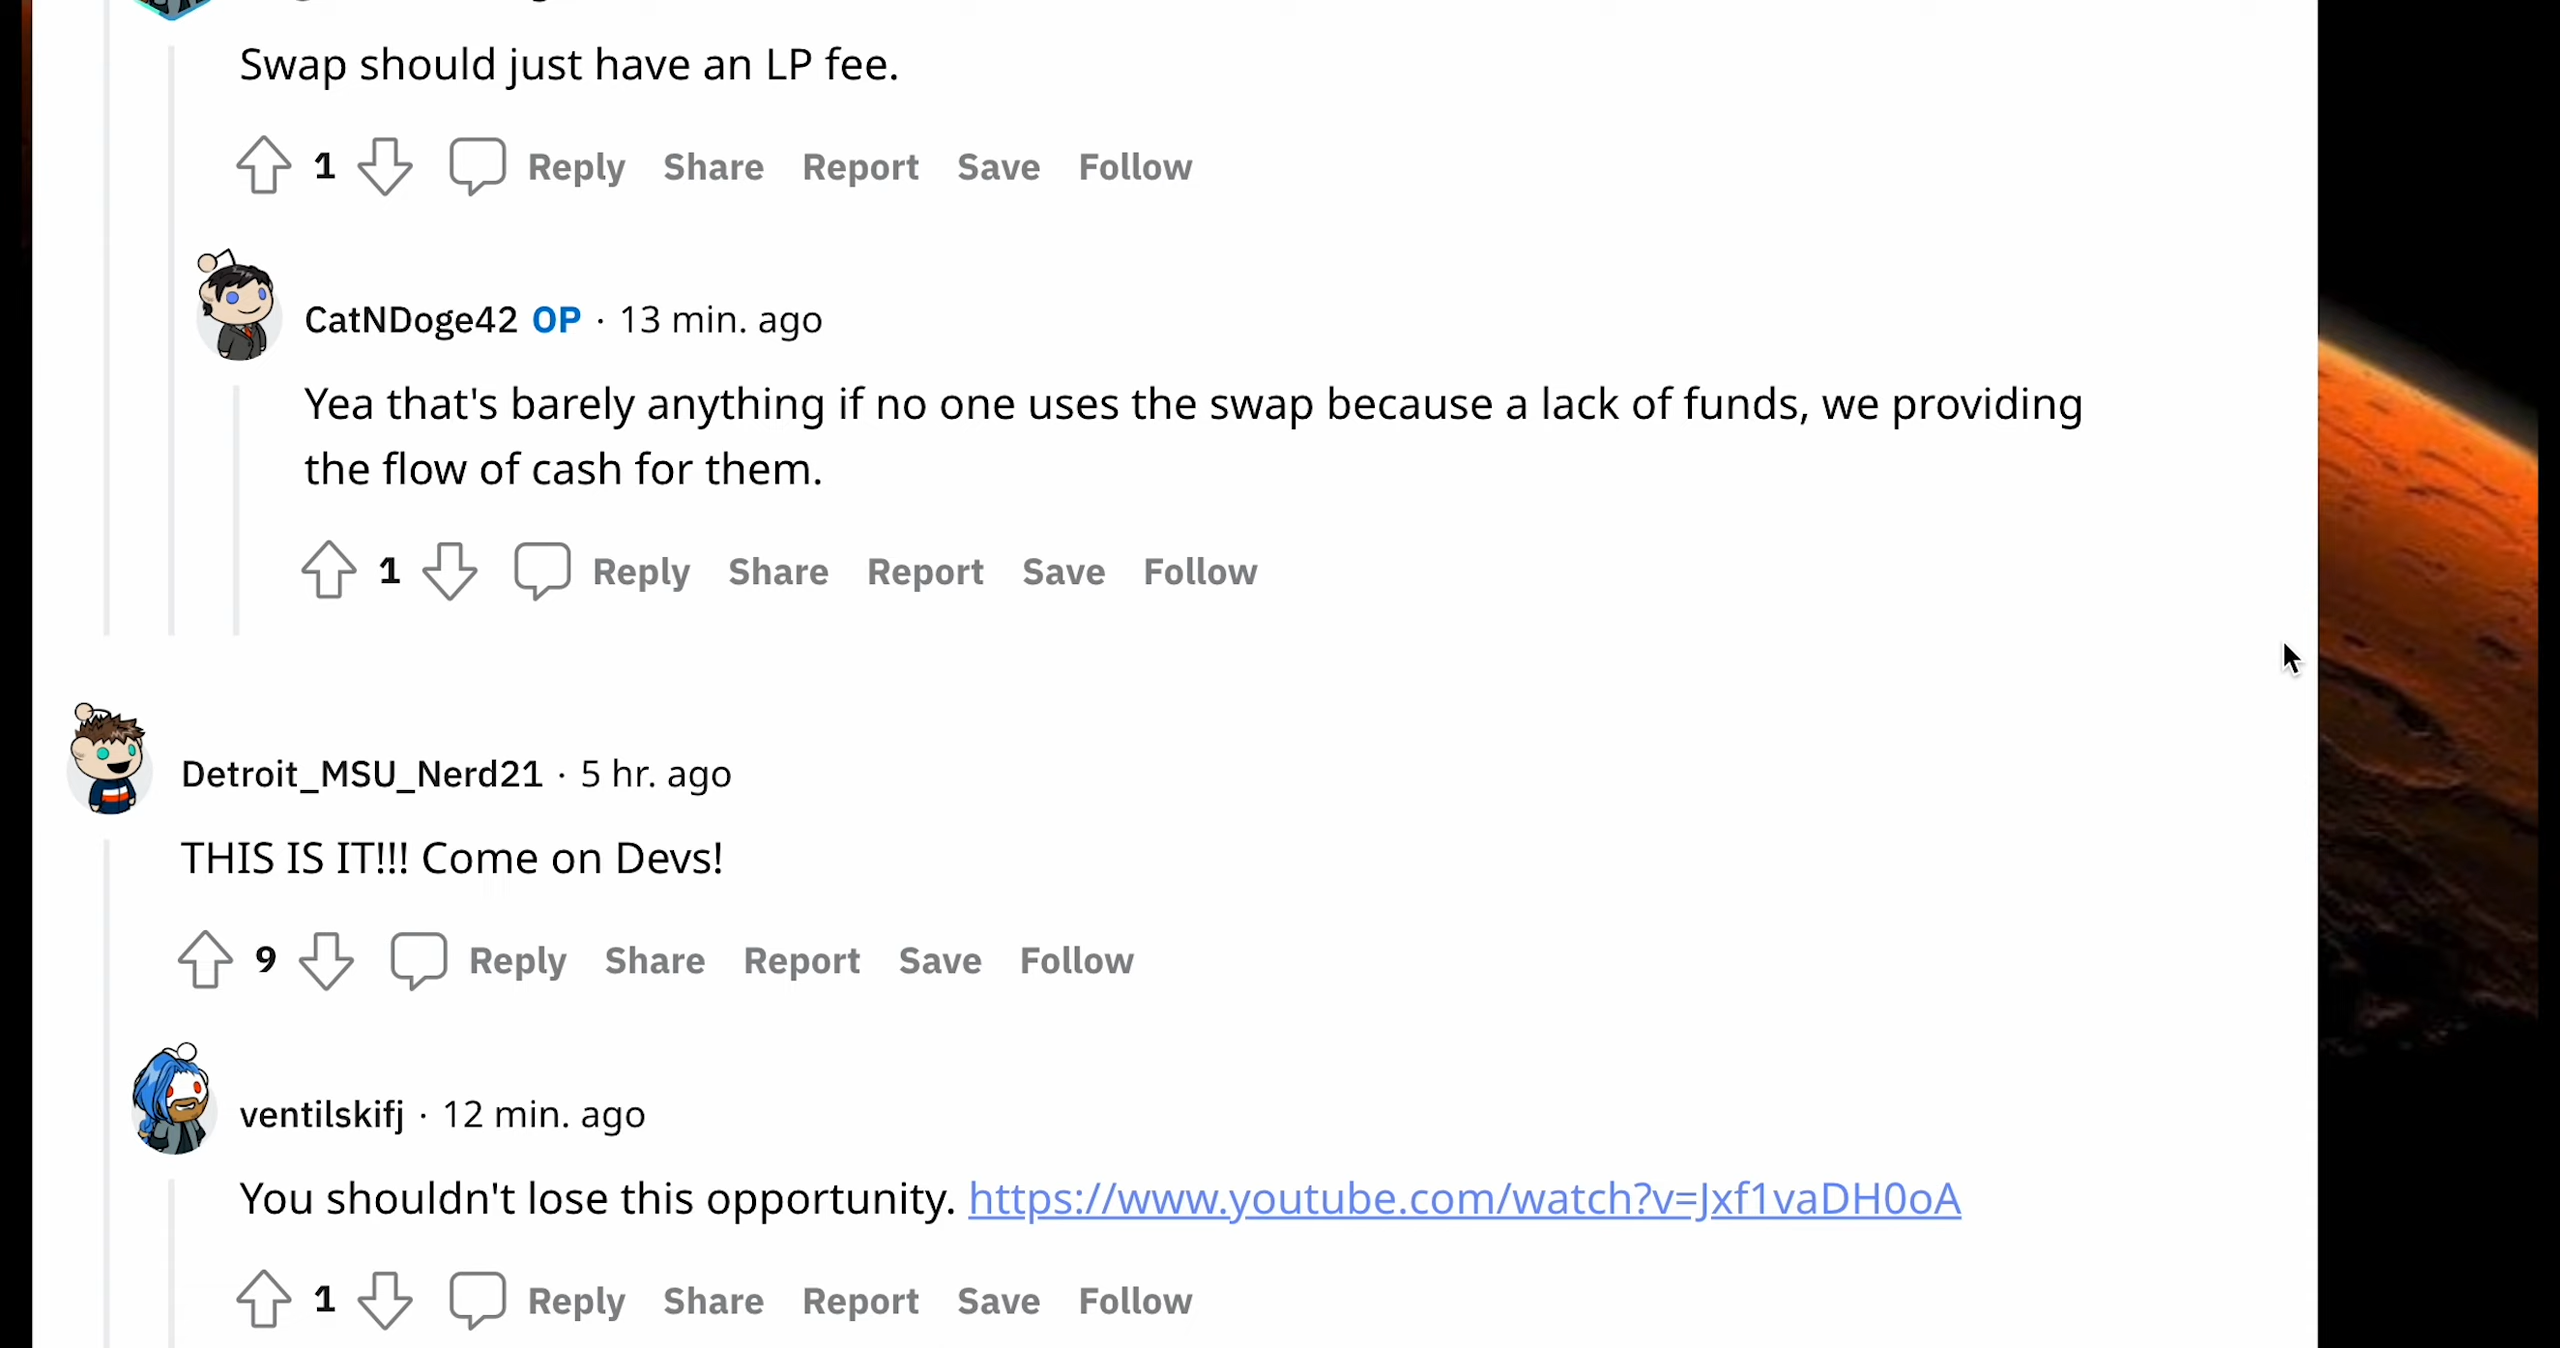 Swap should just have an LP fee.
1 Reply Share Report Save Follow
CatNDoge42 OP · 13 min. ago
Yea that's barely anything if no one uses the swap because a lack of funds, we providing
the flow of cash for them.
1 Reply Share Report Save Follow
Detroit_MSU_Nerd21 · 5 hr. ago
THIS IS IT!!! Come on Devs!
9 Reply Share Report Save Follow
ventilskifj · 12 min. ago
You shouldn't lose this opportunity. https://www.youtube.com/watch?v=Jxf1vaDH0oA
1 Reply Share Report Save Follow